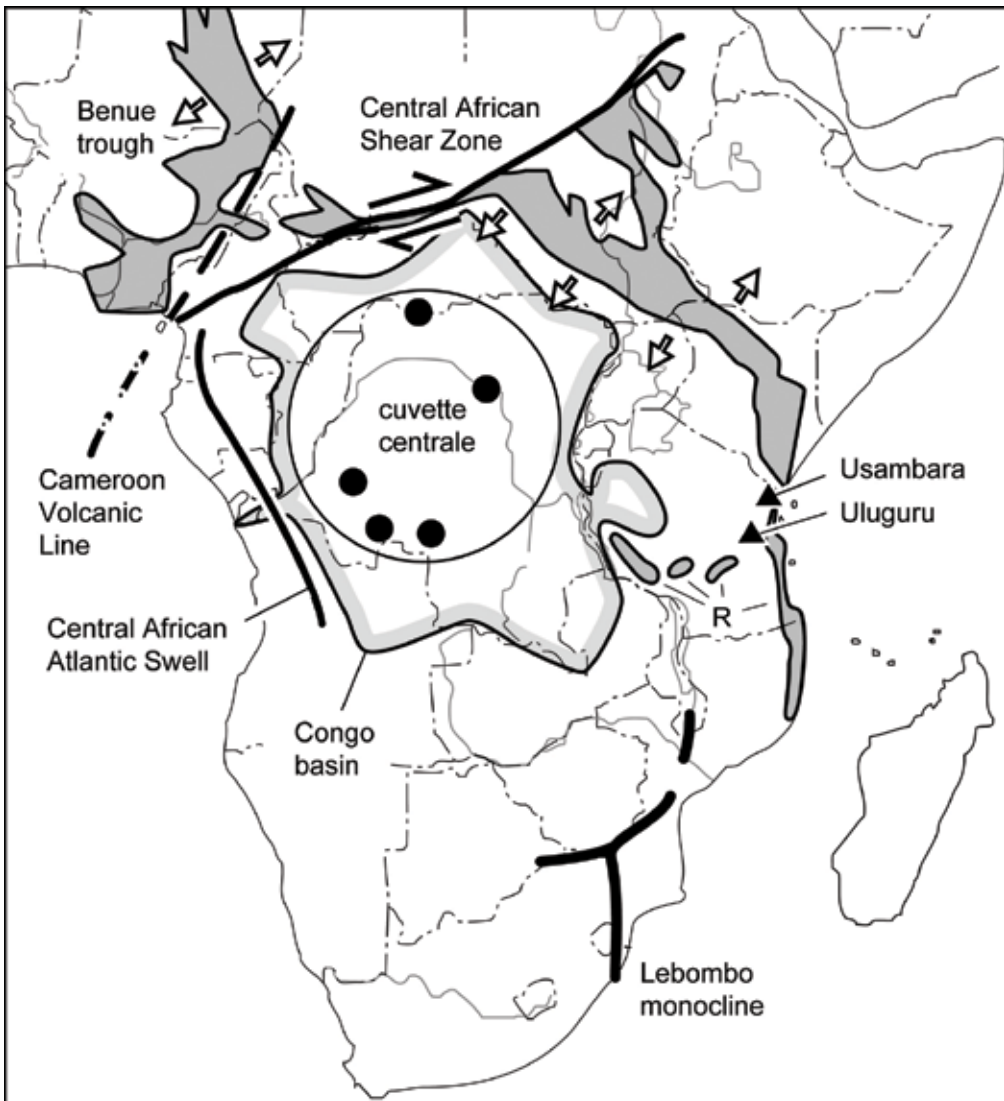 Benue
trough
Central African
Shear Zone
cuvette
centrale
Cameroon
Volcanic
Line
Usambara
Uluguru
R
Central African
Atlantic Swell
Congo
basin
Lebombo
monocline